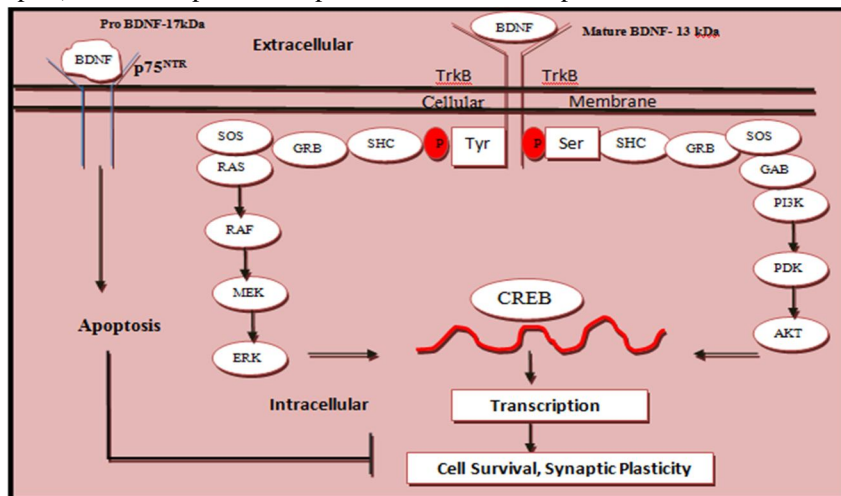 Pro BDNF-17kDa
BDNF
Mature BDNF- 13 kDa
BDNF
p75NTR
Extracellular
TrkB
TrkB
Cellular
Membrane
SOS
GRB
SHC
P
Tyr
P
Ser
SHC
GRB
SOS
RAS
GAB
PI3K
RAF
PDK
MEK
CREB
Apoptosis
AKT
ERK
Intracellular
Transcription
Cell Survival, Synaptic Plasticity